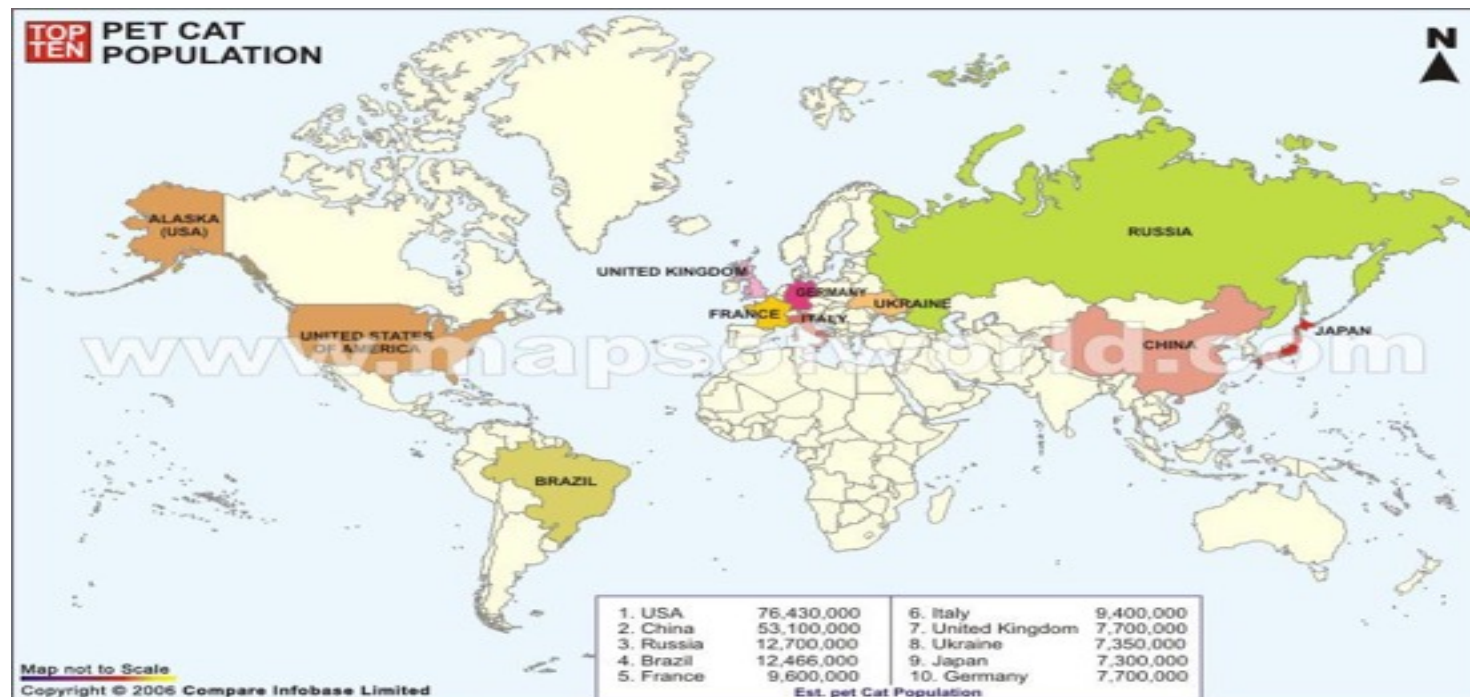 TOP TEN
PET CAT
POPULATION
N
ALASKA
(USA)
RUSSIA
UNITED KINGDOM
GERMANY
UKRAINE
FRANCE
ITALY
UNITED STATES
OF AMERICA
JAPAN
CHINA
www.mapsofworld.com
BRAZIL
1. USA 76,430,000
2. China 53,100,000
3. Russia 12,700,000
4. Brazil 12,466,000
5. France 9,600,000
6. Italy 9,400,000
7. United Kingdom 7,700,000
8. Ukraine 7,350,000
9. Japan 7,300,000
10. Germany 7,700,000
Est. pet Cat Population
Map not to Scale
Copyright © 2006 Compare Infobase Limited